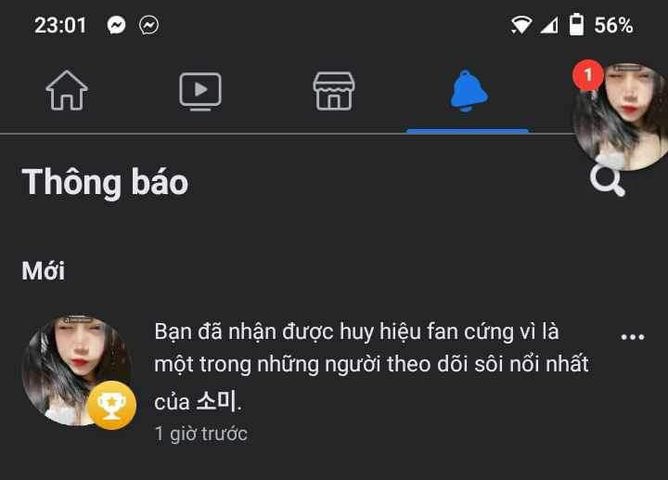 23:01
56%
1
Thông báo
Mới
Bạn đã nhận được huy hiệu fan cứng vì là
một trong những người theo dõi sôi nổi nhất
của 소미.
1 giờ trước